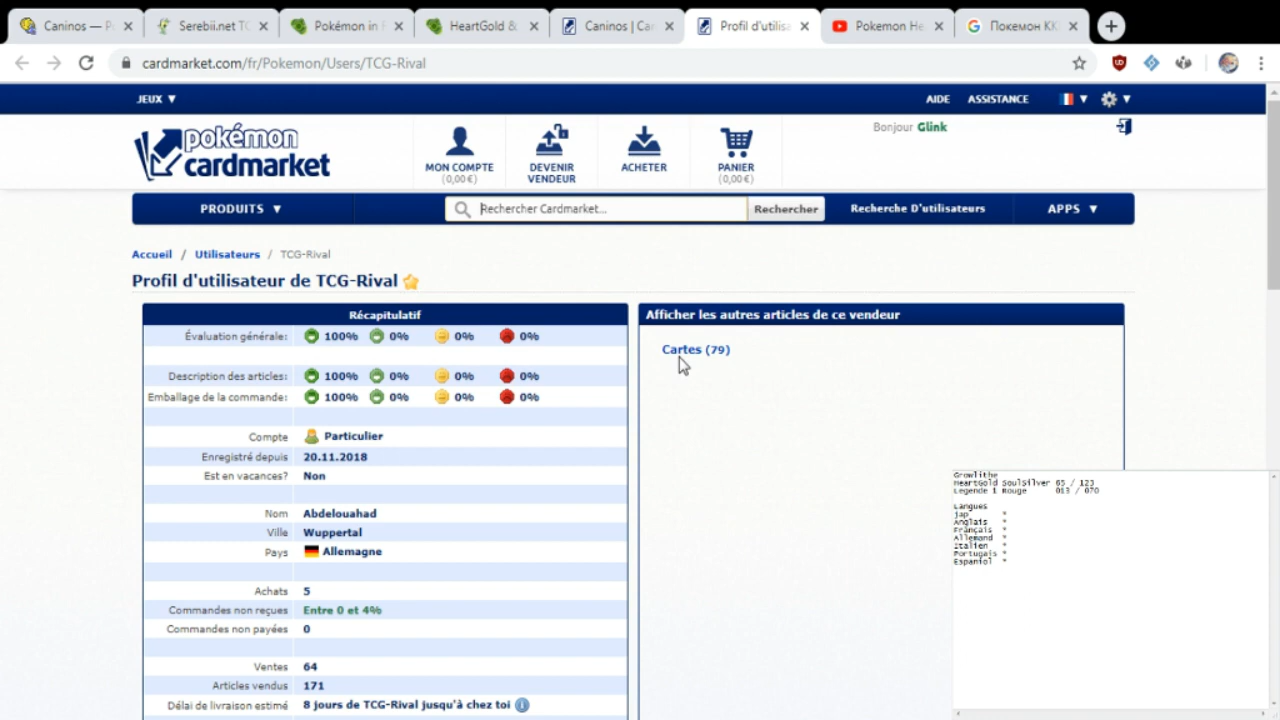 Caninos — P
Serebii.net TC
Pokémon in F
HeartGold &
Caninos | Car
Profil d'utilisa
Pokemon He
Покемон КК
cardmarket.com/fr/Pokemon/Users/TCG-Rival
JEUX
AIDE
ASSISTANCE
pokémon
cardmarket
MON COMPTE
(0,00 €)
DEVENIR
VENDEUR
ACHETER
PANIER
(0,00 €)
Bonjour Glink
PRODUITS
Rechercher Cardmarket...
Rechercher
Recherche D'utilisateurs
APPS
Accueil / Utilisateurs / TCG-Rival
Profil d'utilisateur de TCG-Rival
Récapitulatif
Évaluation générale: 100% 0% 0% 0%
Description des articles: 100% 0% 0% 0%
Emballage de la commande: 100% 0% 0% 0%
Compte Particulier
Enregistré depuis 20.11.2018
Est en vacances? Non
Nom Abdelouahad
Ville Wuppertal
Pays Allemagne
Achats 5
Commandes non reçues Entre 0 et 4%
Commandes non payées 0
Ventes 64
Articles vendus 171
Délai de livraison estimé 8 jours de TCG-Rival jusqu'à chez toi
Afficher les autres articles de ce vendeur
Cartes (79)
Growlithe
HeartGold SoulSilver 65 / 123
Legende 1 Rouge 013 / 070
Langues
jap *
Anglais *
Français *
Allemand *
Italien *
Portugais *
Espaniol *